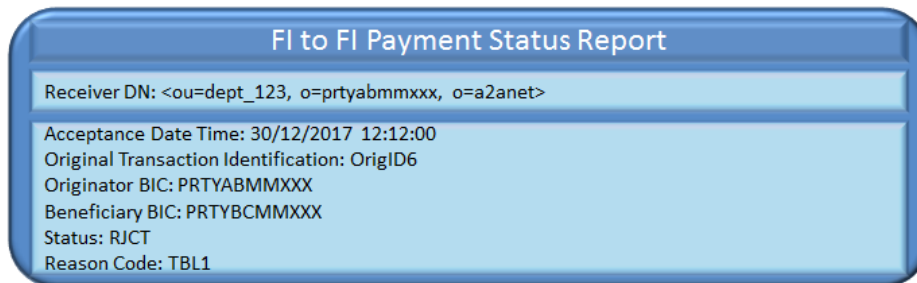 FI to FI Payment Status Report
Receiver DN: <ou=dept_123, o=prtyabmmxxx, o=a2anet>
Acceptance Date Time: 30/12/2017 12:12:00
Original Transaction Identification: OrigID6
Originator BIC: PRTYABMMXXX
Beneficiary BIC: PRTYBCMMXXX
Status: RJCT
Reason Code: TBL1